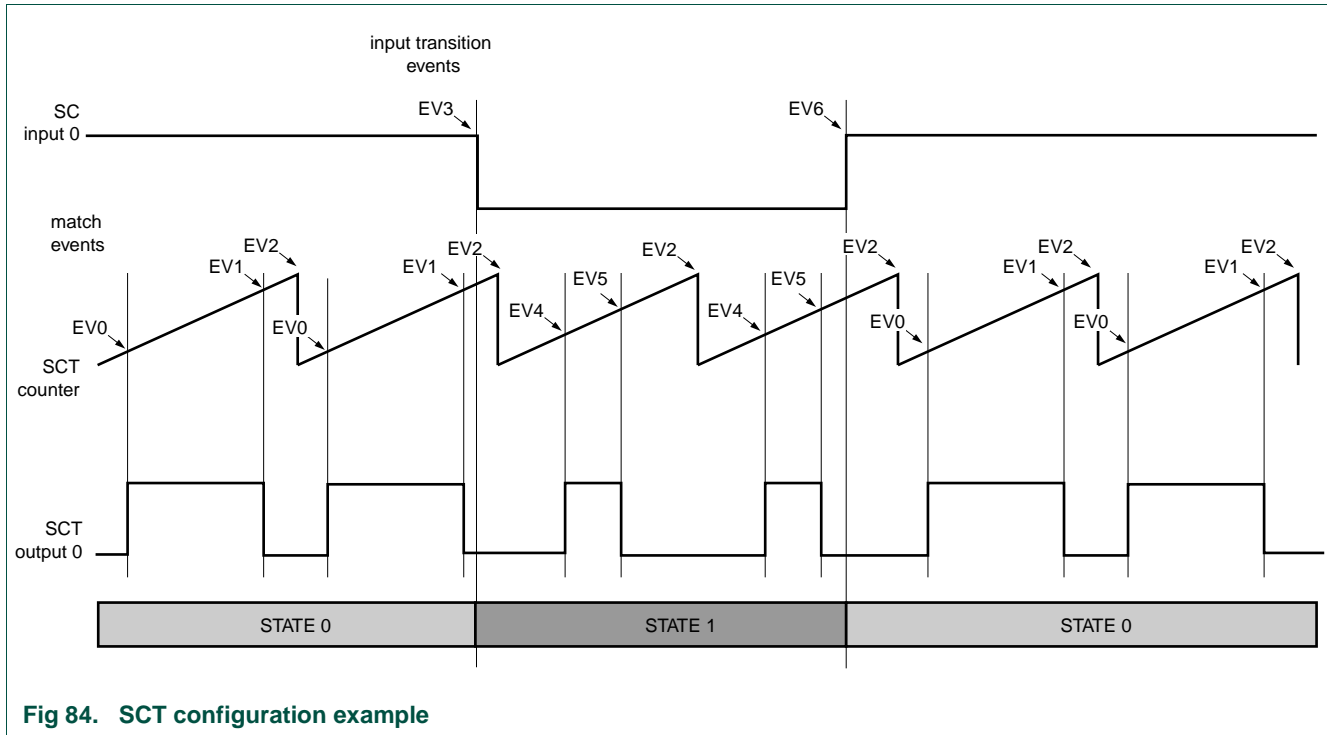 input transition
events
SC
input 0
EV3
EV6
match
events
EV0
EV1
EV2
EV0
EV1
EV2
EV4
EV5
EV2
EV4
EV5
EV2
EV0
EV1
EV2
EV0
EV1
EV2
SCT
counter
SCT
output 0
STATE 0
STATE 1
STATE 0
Fig 84. SCT configuration example